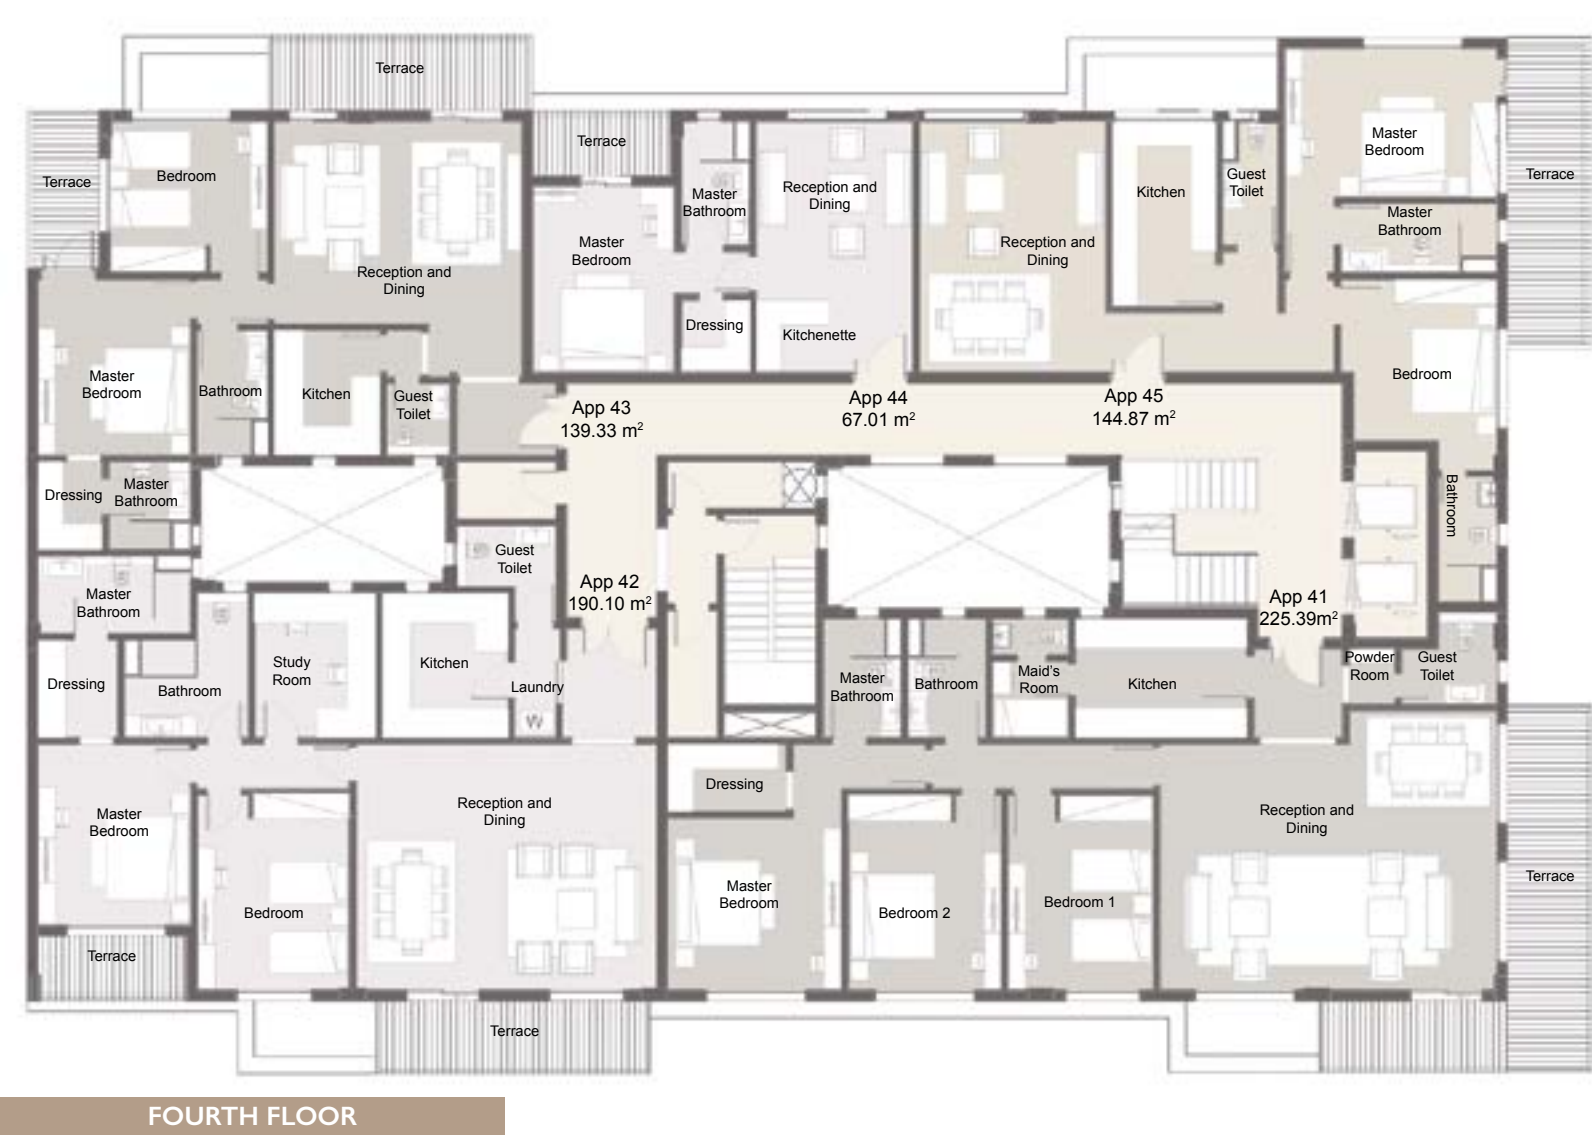 Terrace
Terrace
Bedroom
Reception and
Dining
Master
Bedroom
Bathroom
Kitchen
Guest
Toilet
Dressing
Master
Bathroom
App 43
139.33 m²
Terrace
Master
Bedroom
Master
Bathroom
Dressing
Reception and
Dining
Kitchenette
App 44
67.01 m²
Reception and
Dining
Kitchen
Guest
Toilet
Master
Bedroom
Master
Bathroom
Terrace
Bedroom
Bathroom
App 45
144.87 m²
Guest
Toilet
App 42
190.10 m²
Master
Bathroom
Dressing
Bathroom
Study
Room
Kitchen
Laundry
W
Master
Bedroom
Terrace
Bedroom
Reception and
Dining
Terrace
App 41
225.39m²
Powder
Room
Guest
Toilet
Master
Bathroom
Bathroom
Maid's
Room
Kitchen
Dressing
Master
Bedroom
Bedroom 2
Bedroom 1
Reception and
Dining
Terrace
FOURTH FLOOR